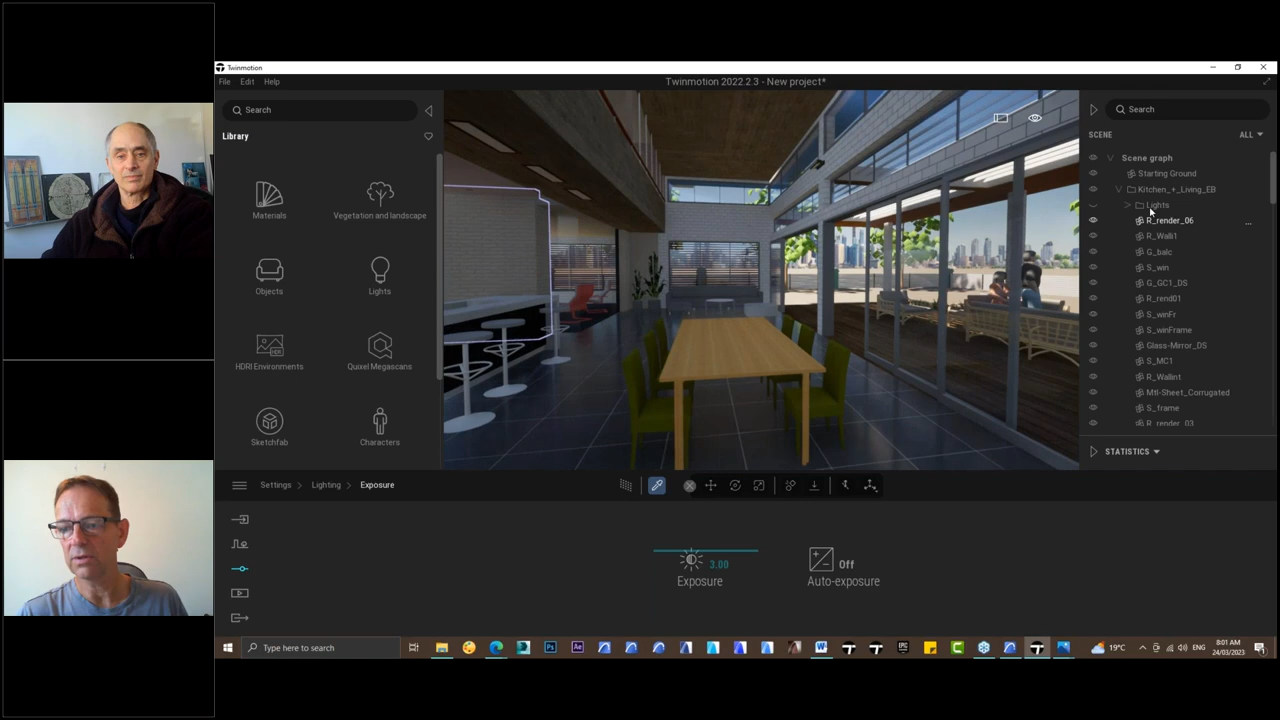 Twinmotion
File Edit Help
Twinmotion 2022.2.3 - New project*
Search
Library
Materials
Vegetation and landscape
Objects
Lights
HDRI Environments
Quixel Megascans
Sketchfab
Characters
Search
SCENE
ALL
Scene graph
Starting Ground
Kitchen_+_Living_EB
Lights
R_render_06
...
R_Walli1
G_balc
S_win
G_GC1_DS
R_rend01
S_winFr
S_winFrame
Glass-Mirror_DS
S_MC1
R_Wallint
Mtl-Sheet_Corrugated
S_frame
R_render_03
STATISTICS
Settings > Lighting > Exposure
3.00
Exposure
Off
Auto-exposure
Type here to search
19°C
ENG
8:01 AM
24/03/2023